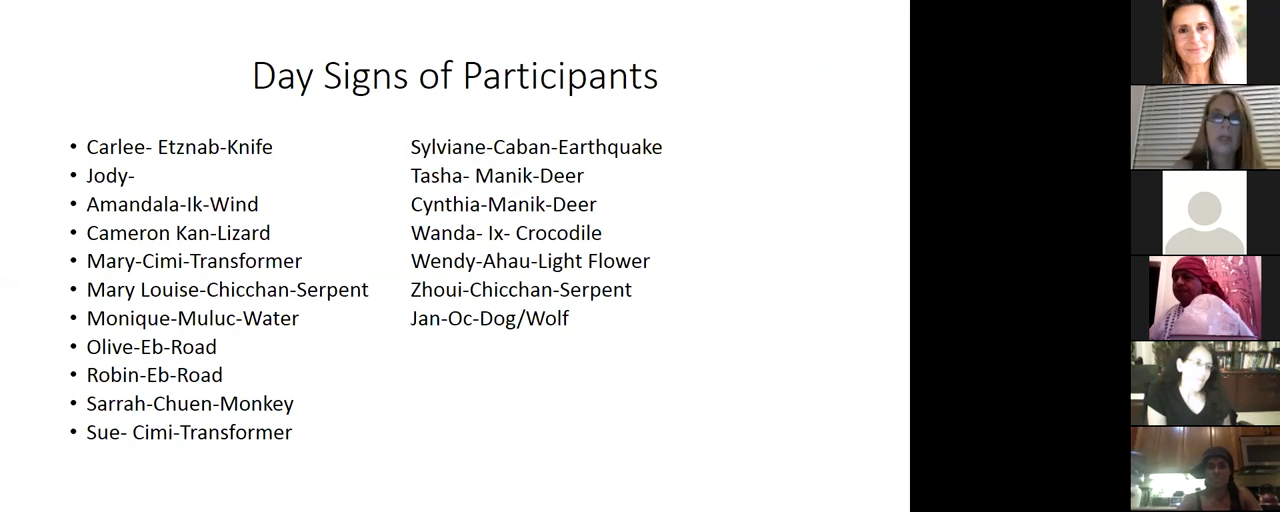 Day Signs of Participants
• Carlee- Etznab-Knife
• Jody-
• Amandala-Ik-Wind
• Cameron Kan-Lizard
• Mary-Cimi-Transformer
• Mary Louise-Chicchan-Serpent
• Monique-Muluc-Water
• Olive-Eb-Road
• Robin-Eb-Road
• Sarrah-Chuen-Monkey
• Sue- Cimi-Transformer
Sylviane-Caban-Earthquake
Tasha- Manik-Deer
Cynthia-Manik-Deer
Wanda- Ix- Crocodile
Wendy-Ahau-Light Flower
Zhoui-Chicchan-Serpent
Jan-Oc-Dog/Wolf